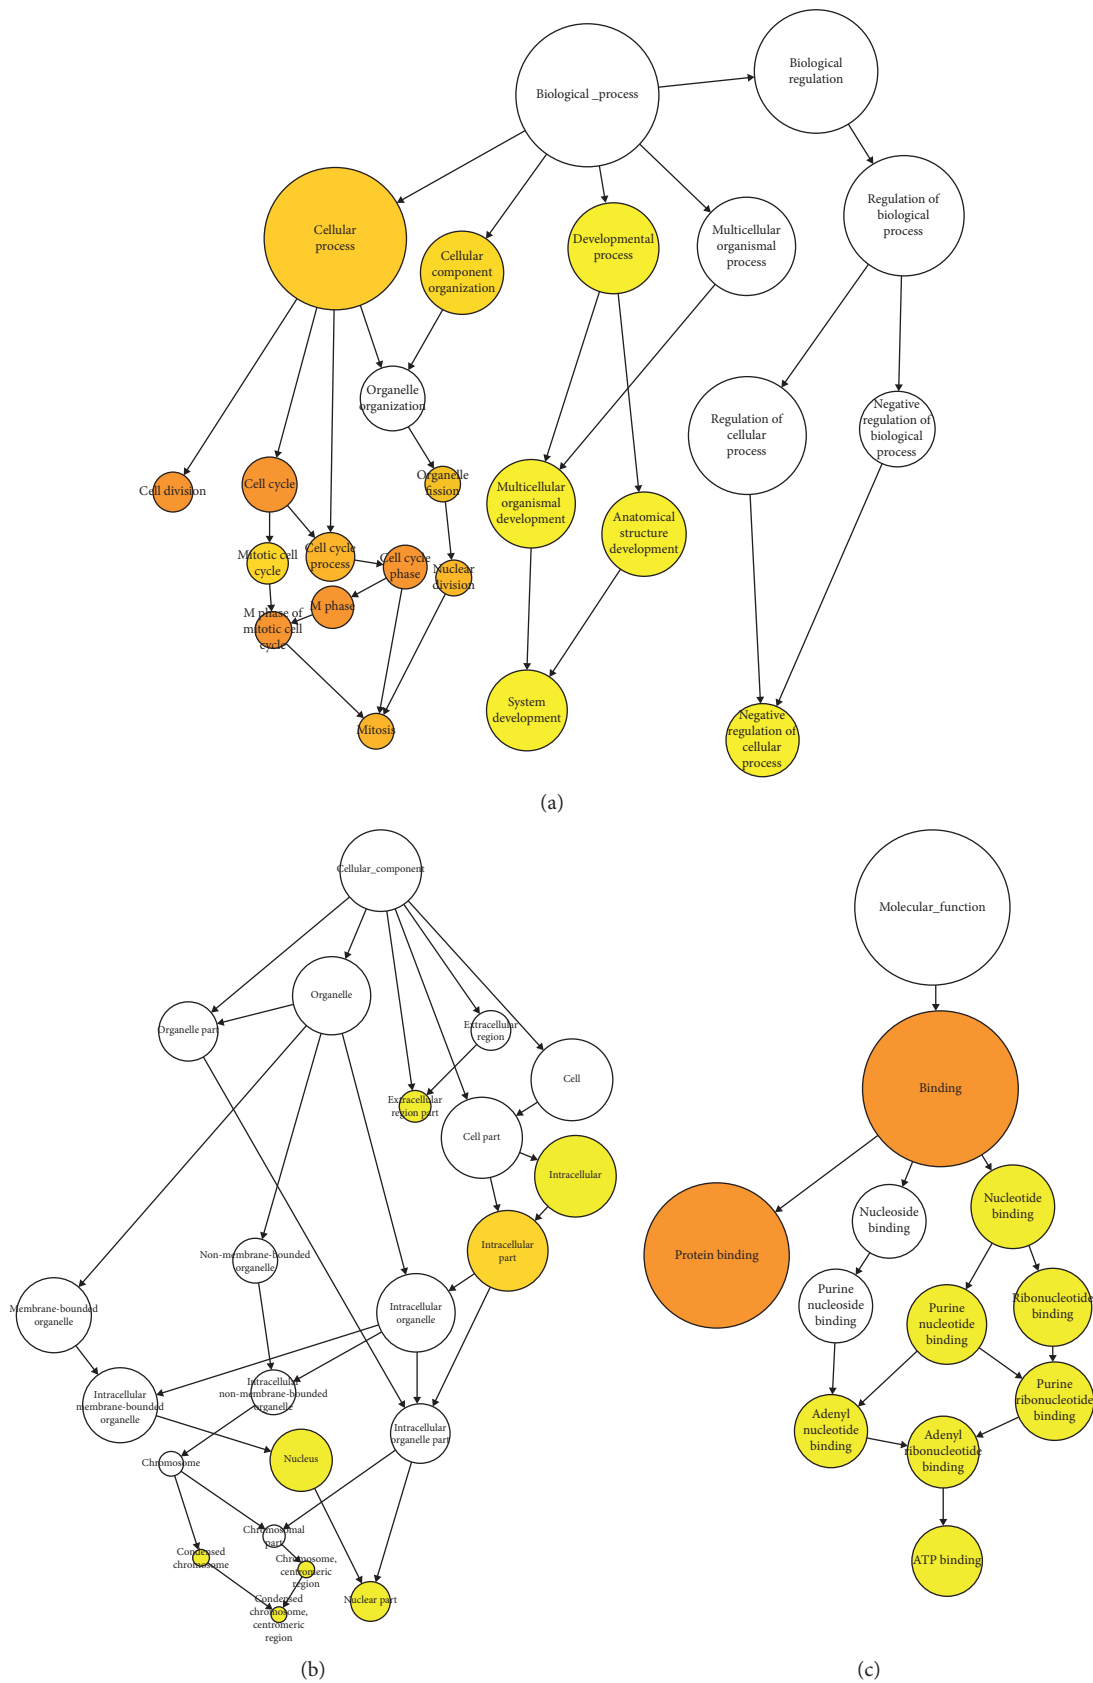 Biological
regulation
Biological _process
Regulation of
biological
process
Cellular
process
Cellular
component
organization
Developmental
process
Multicellular
organismal
process
Organelle
organization
Regulation of
cellular
process
Negative
regulation of
biological
process
Cell division
Cell cycle
Organelle
fission
Multicellular
organismal
development
Anatomical
structure
development
Mitotic cell
cycle
Cell cycle
process
Cell cycle
phase
Nuclear
division
M phase
M phase of
mitotic cell
cycle
System
development
Mitosis
Negative
regulation of
cellular
process
(a)
Cellular_component
Organelle
Organelle part
Extracellular
region
Cell
Extracellular
region part
Cell part
Intracellular
Non-membrane-bounded
organelle
Intracellular
part
Membrane-bounded
organelle
Intracellular
organelle
Intracellular
membrane-bounded
organelle
Intracellular
non-membrane-bounded
organelle
Intracellular
organelle part
Chromosome
Nucleus
Chromosomal
part
Condensed
chromosome
Chromosome,
centromeric
region
Condensed
chromosome,
centromeric
region
Nuclear part
(b)
Molecular_function
Binding
Protein binding
Nucleoside
binding
Nucleotide
binding
Purine
nucleoside
binding
Purine
nucleotide
binding
Ribonucleotide
binding
Purine
ribonucleotide
binding
Adenyl
nucleotide
binding
Adenyl
ribonucleotide
binding
ATP binding
(c)